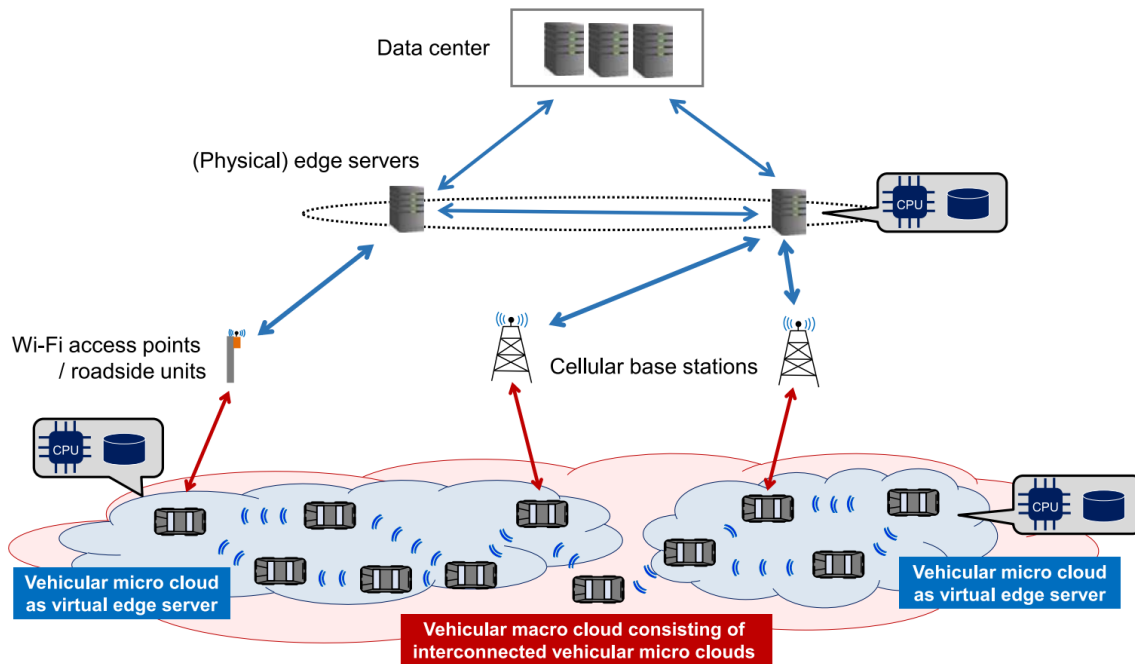 Data center
(Physical) edge servers
CPU
Wi-Fi access points
/ roadside units
Cellular base stations
CPU
CPU
Vehicular micro cloud
as virtual edge server
Vehicular micro cloud
as virtual edge server
Vehicular macro cloud consisting of
interconnected vehicular micro clouds